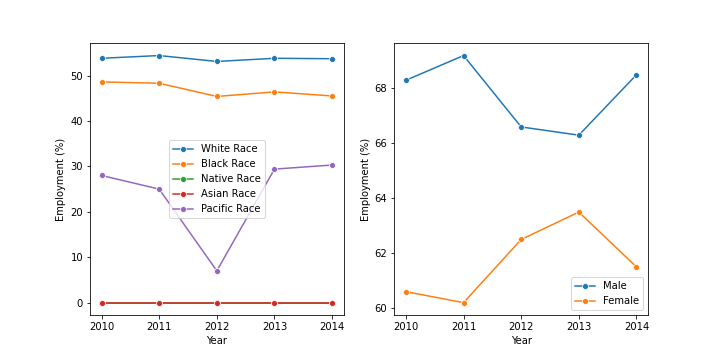 Employment (%)
50
40
30
20
10
0
White Race
Black Race
Native Race
Asian Race
Pacific Race
2010 2011 2012 2013 2014
Year
Employment (%)
68
66
64
62
60
Male
Female
2010 2011 2012 2013 2014
Year